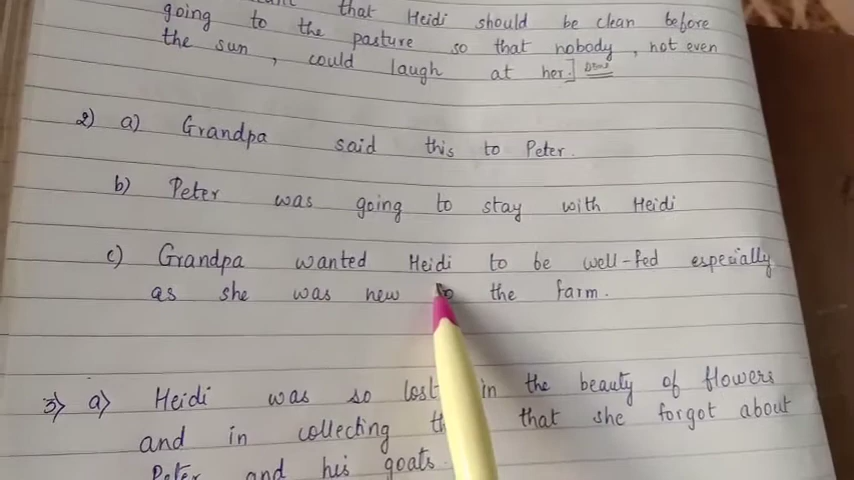 that Heidi should be clean before
going to the pasture so that nobody, not even
the sun, could laugh at her.]
2) a) Grandpa said this to Peter.
b) Peter was going to stay with Heidi
c) Grandpa wanted Heidi to be well-fed especially
as she was new to the farm.
3) a) Heidi was so lost in the beauty of flowers
and in collecting that she forgot about
Peter and his goats.